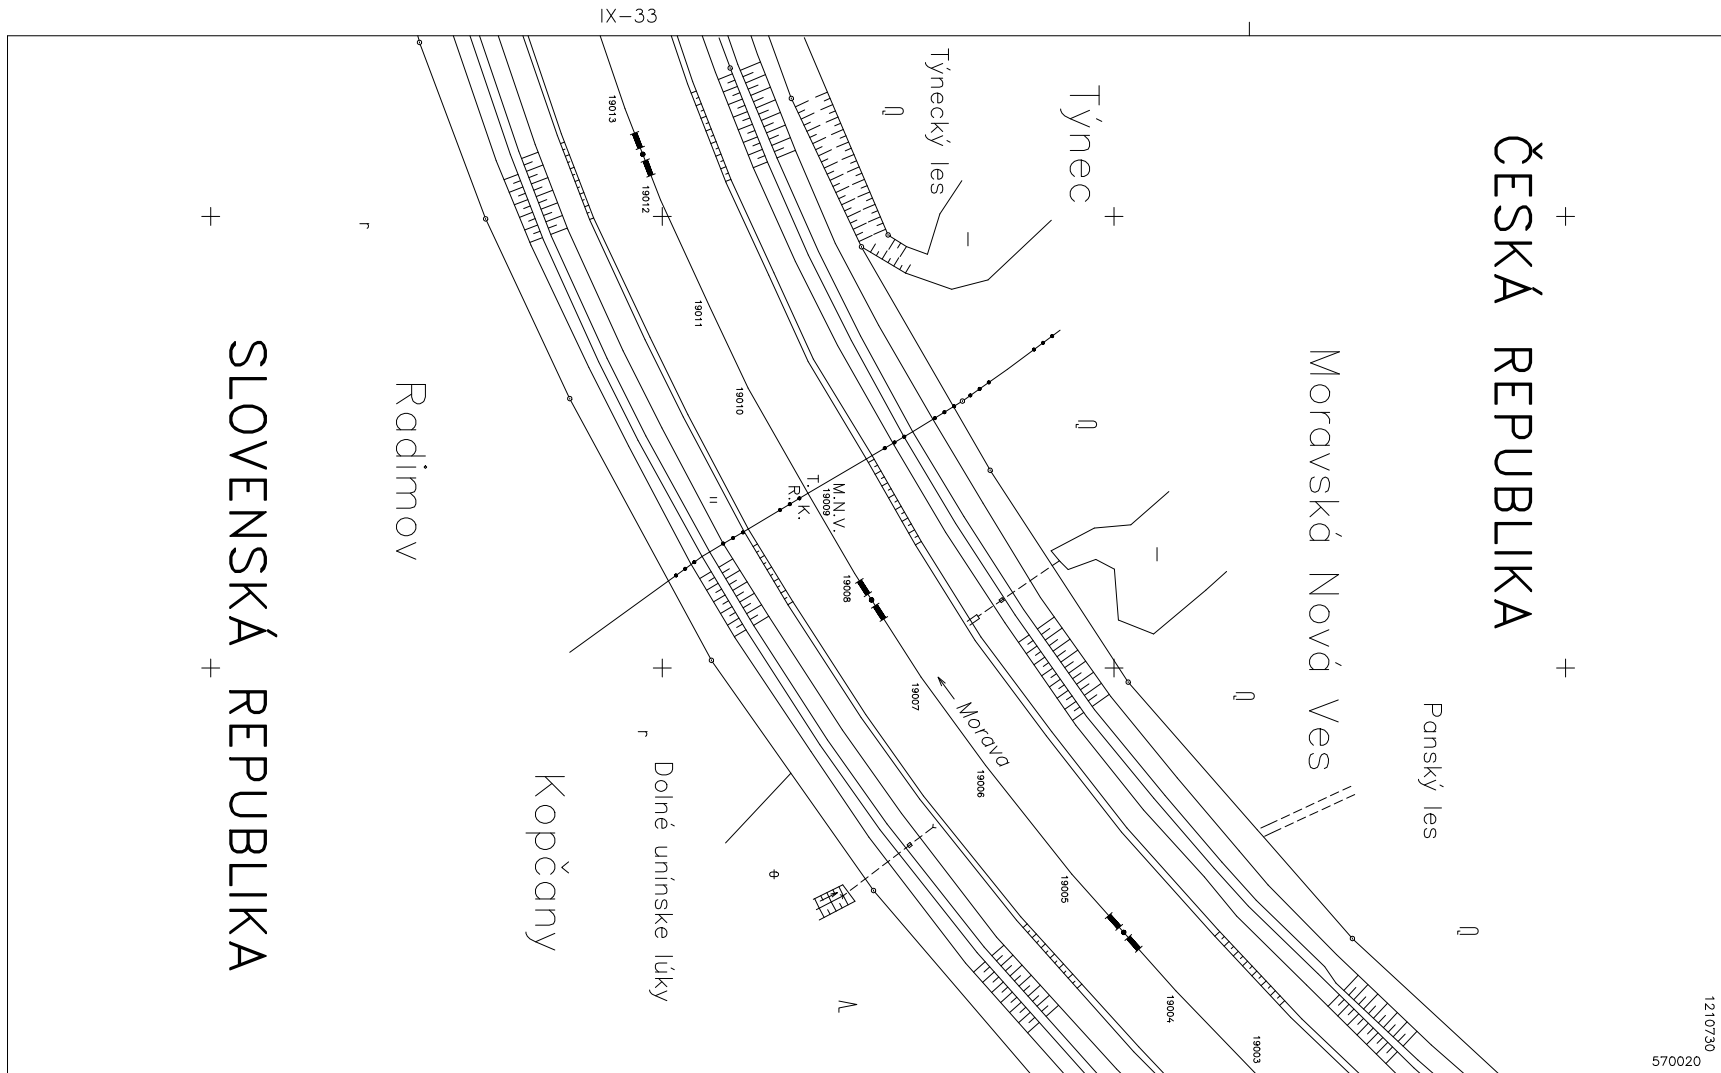 IX-33
ČESKÁ REPUBLIKA
Týnec
Týnecký les
Moravská Nová Ves
Panský les
19013
19012
19011
19010
M.N.V.
19009
T.
R. K.
19008
19007
Morava
19006
19005
19004
19003
Radimov
Kopčany
Dolné unínske lúky
SLOVENSKÁ REPUBLIKA
1210730
570020